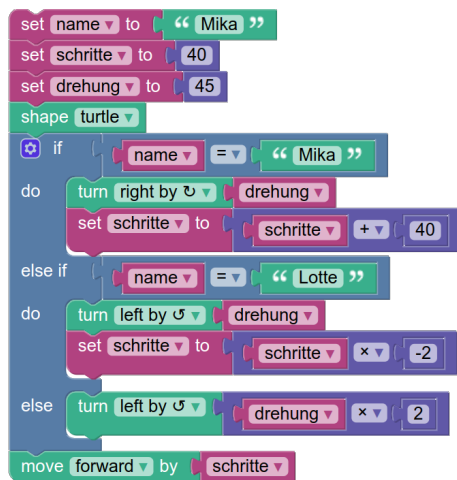 set name ▾ to “ Mika ”
set schritte ▾ to 40
set drehung ▾ to 45
shape turtle ▾
if name ▾ = ▾ “ Mika ”
do turn right by ↻ ▾ drehung ▾
set schritte ▾ to schritte ▾ + ▾ 40
else if name ▾ = ▾ “ Lotte ”
do turn left by ↺ ▾ drehung ▾
set schritte ▾ to schritte ▾ × ▾ -2
else turn left by ↺ ▾ drehung ▾ × ▾ 2
move forward ▾ by schritte ▾